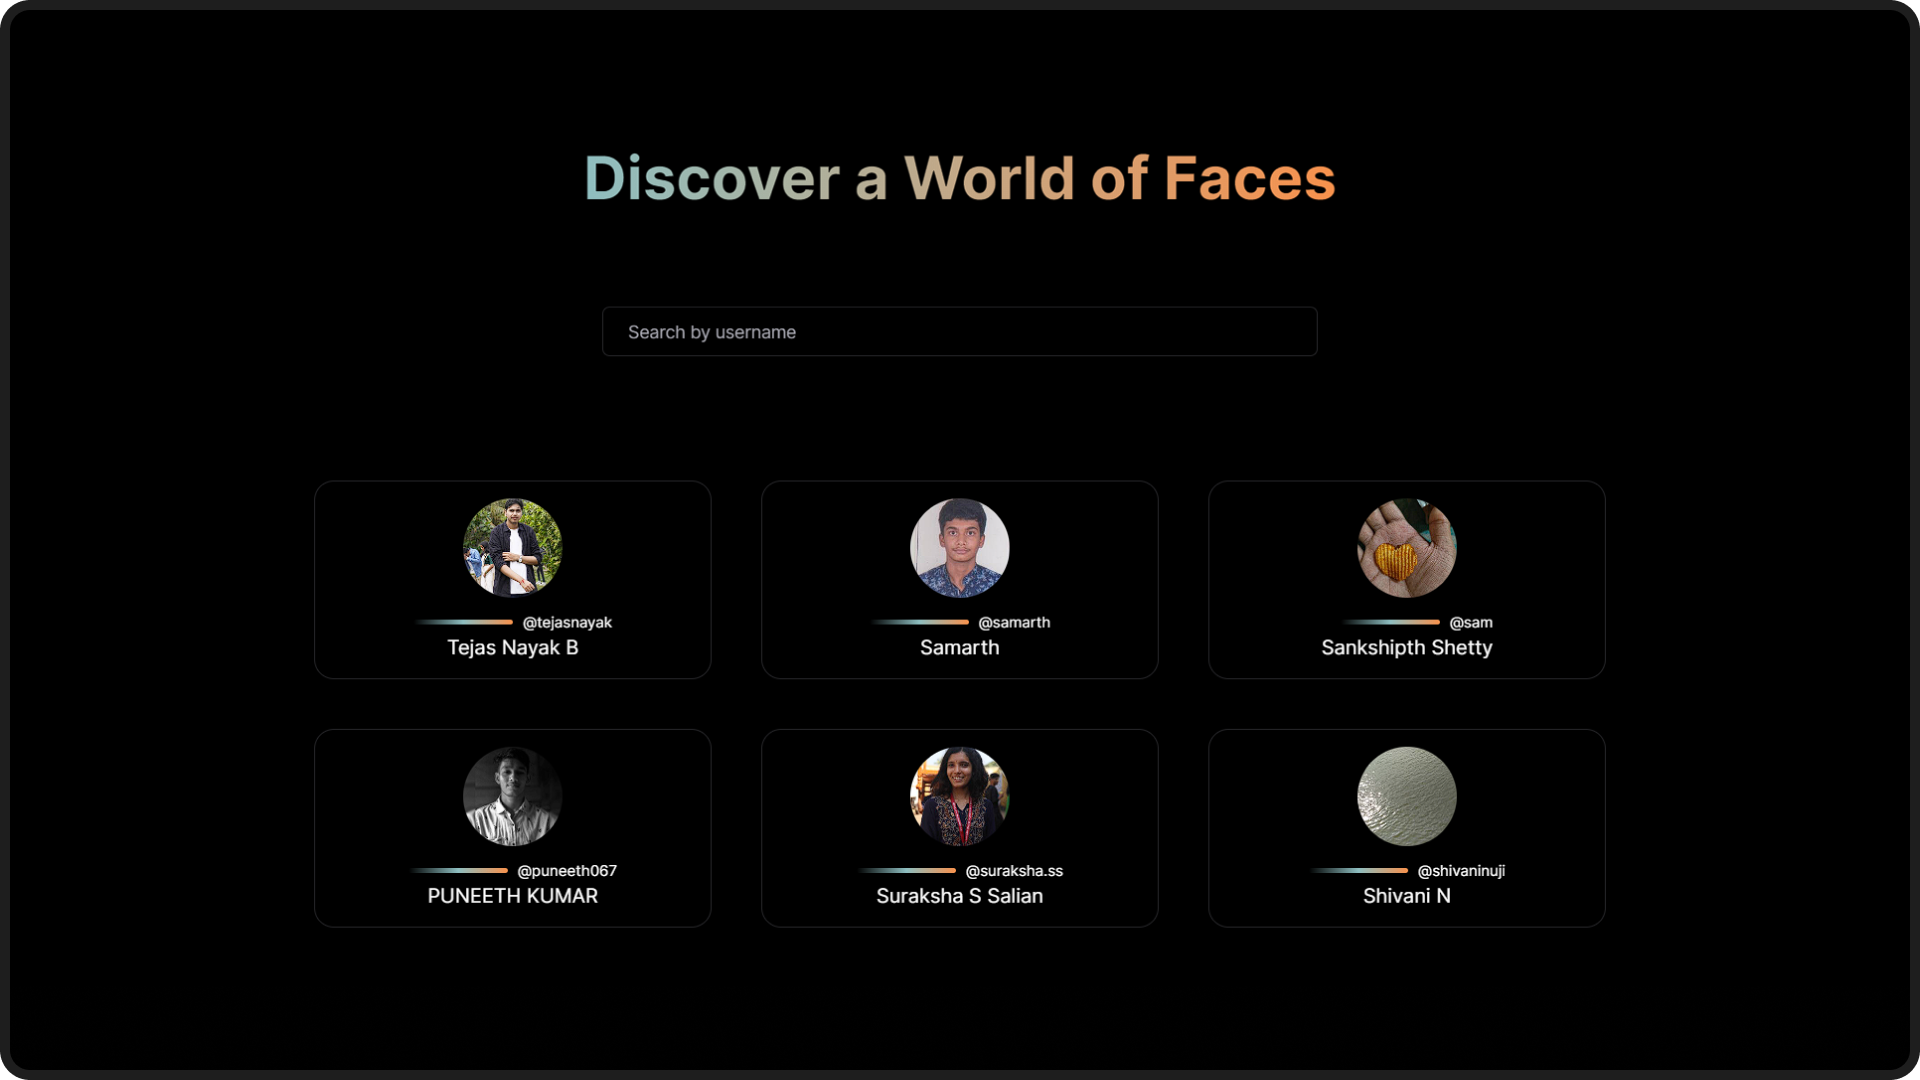 Discover a World of Faces
Search by username
@tejasnayak
Tejas Nayak B
@samarth
Samarth
@sam
Sankshipth Shetty
@puneeth067
PUNEETH KUMAR
@suraksha.ss
Suraksha S Salian
@shivaninuji
Shivani N